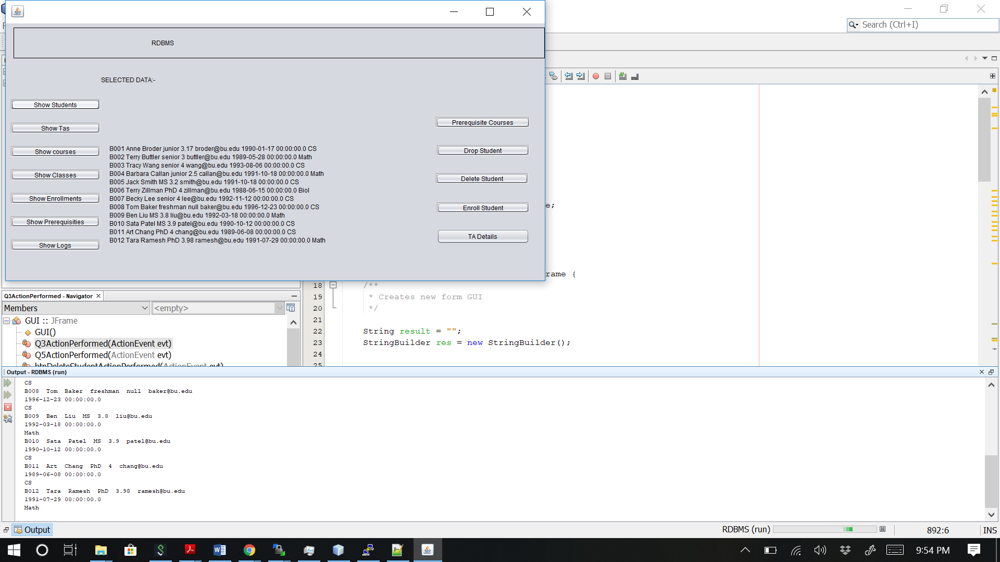 Search (Ctrl+I)
RDBMS
SELECTED DATA:-
Show Students
Show Tas
Show courses
Show Classes
Show Enrollments
Show Prerequisities
Show Logs
B001 Anne Broder junior 3.17 broder@bu.edu 1990-01-17 00:00:00.0 CS
B002 Terry Buttler senior 3 buttler@bu.edu 1989-05-28 00:00:00.0 Math
B003 Tracy Wang senior 4 wang@bu.edu 1993-08-06 00:00:00.0 CS
B004 Barbara Callan junior 2.5 callan@bu.edu 1991-10-18 00:00:00.0 Math
B005 Jack Smith MS 3.2 smith@bu.edu 1991-10-18 00:00:00.0 CS
B006 Terry Zillman PhD 4 zillman@bu.edu 1988-06-15 00:00:00.0 Biol
B007 Becky Lee senior 4 lee@bu.edu 1992-11-12 00:00:00.0 CS
B008 Tom Baker freshman null baker@bu.edu 1996-12-23 00:00:00.0 CS
B009 Ben Liu MS 3.8 liu@bu.edu 1992-03-18 00:00:00.0 Math
B010 Sata Patel MS 3.9 patel@bu.edu 1990-10-12 00:00:00.0 CS
B011 Art Chang PhD 4 chang@bu.edu 1989-06-08 00:00:00.0 CS
B012 Tara Ramesh PhD 3.98 ramesh@bu.edu 1991-07-29 00:00:00.0 Math
Prerequisite Courses
Drop Student
Delete Student
Enroll Student
TA Details
e;
rame {
18 /**
19 * Creates new form GUI
20 */
21
22 String result = "";
23 StringBuilder res = new StringBuilder();
24
25
Q3ActionPerformed - Navigator
Members
<empty>
GUI :: JFrame
GUI()
Q3ActionPerformed(ActionEvent evt)
Q5ActionPerformed(ActionEvent evt)
btnDeleteStudentActionPerformed(ActionEvent evt)
Output - RDBMS (run)
CS
B008 Tom Baker freshman null baker@bu.edu
1996-12-23 00:00:00.0
CS
B009 Ben Liu MS 3.8 liu@bu.edu
1992-03-18 00:00:00.0
Math
B010 Sata Patel MS 3.9 patel@bu.edu
1990-10-12 00:00:00.0
CS
B011 Art Chang PhD 4 chang@bu.edu
1989-06-08 00:00:00.0
CS
B012 Tara Ramesh PhD 3.98 ramesh@bu.edu
1991-07-29 00:00:00.0
Math
Output
RDBMS (run)
892:6
INS
9:54 PM